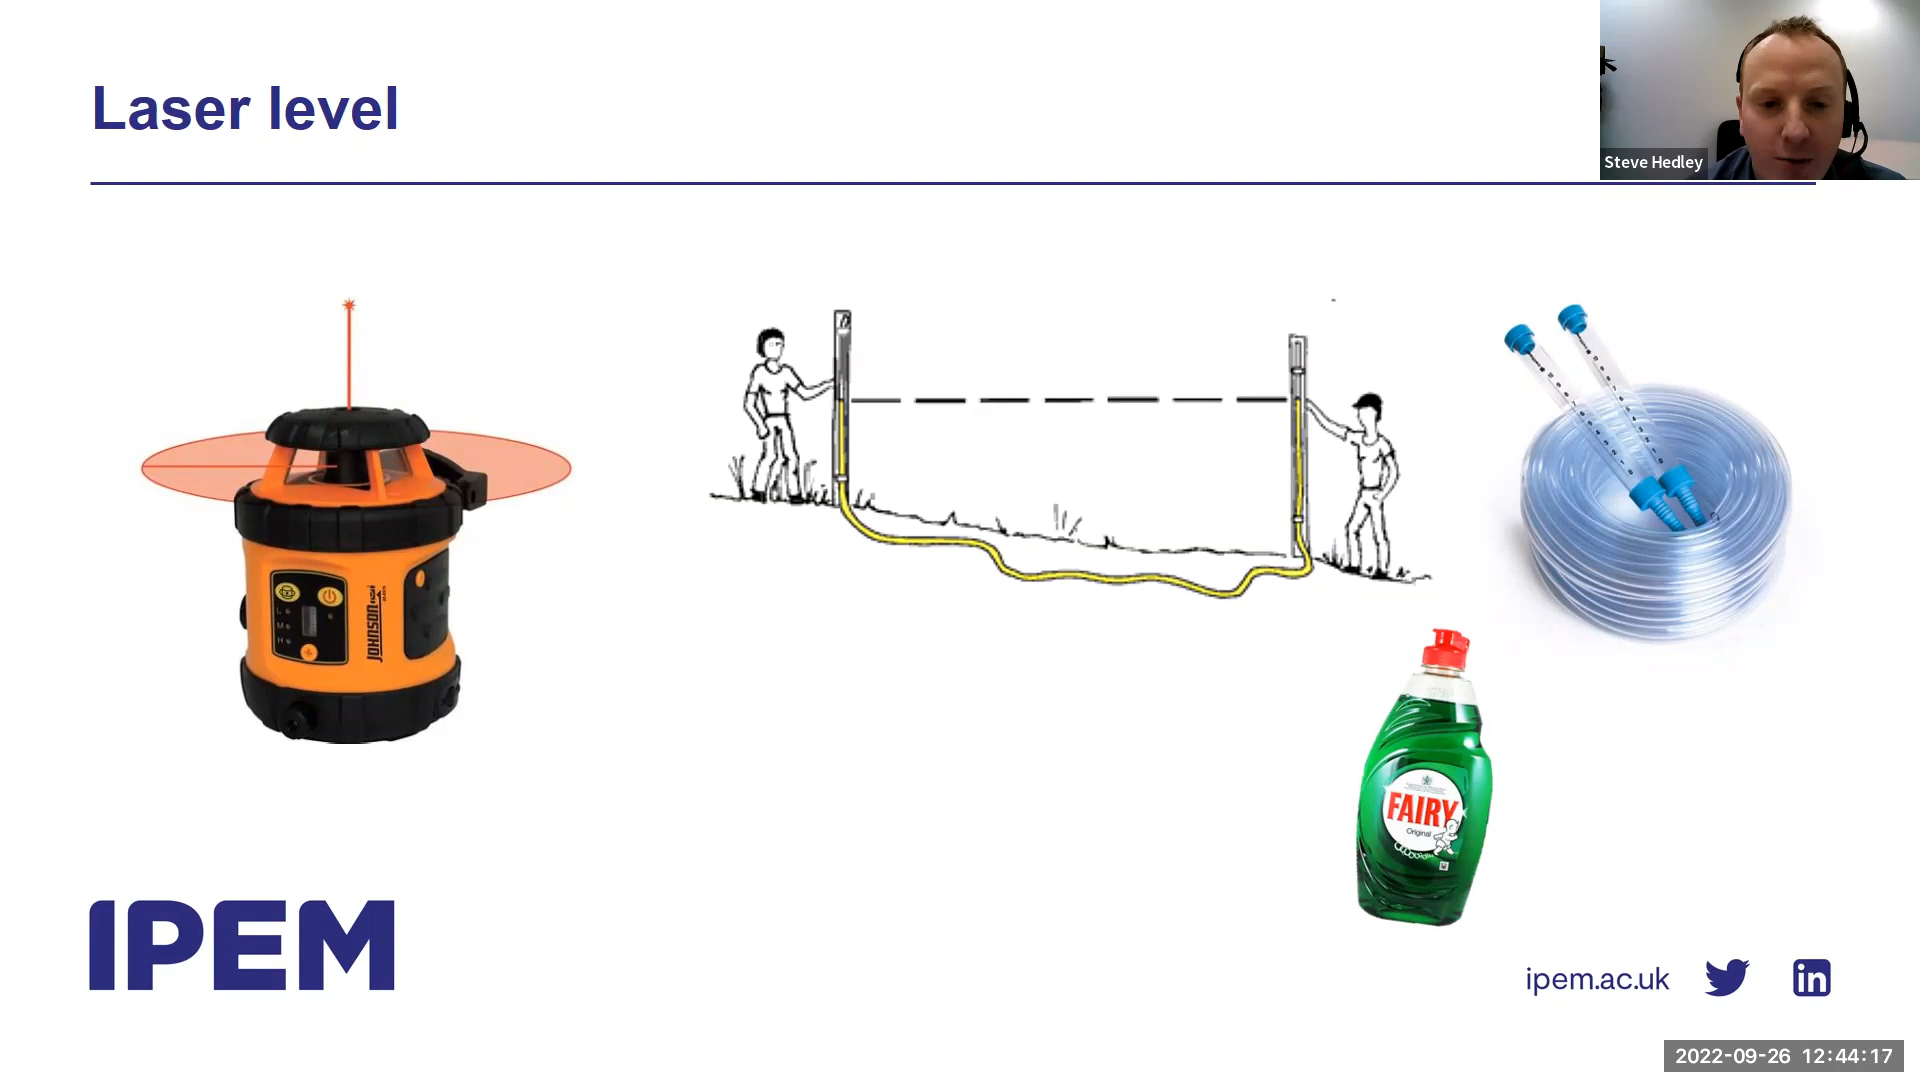 Laser level
Steve Hedley
L
M
H
JOHNSON
FAIRY
Original
IPEM
ipem.ac.uk
in
2022-09-26 12:44:17